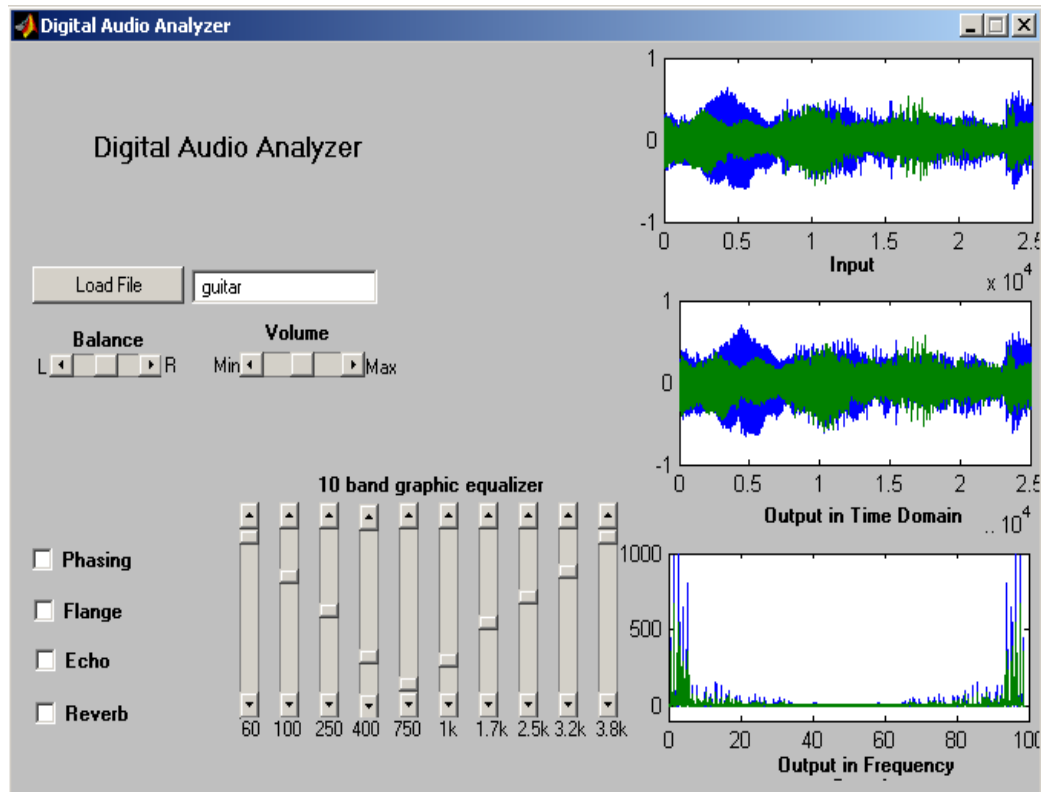 Digital Audio Analyzer
Digital Audio Analyzer
Load File guitar
Balance
L R
Volume
Min Max
10 band graphic equalizer
60 100 250 400 750 1k 1.7k 2.5k 3.2k 3.8k
Phasing
Flange
Echo
Reverb
1
0
-1
0 0.5 1 1.5 2 2.5
Input
x 10^4
1
0
-1
0 0.5 1 1.5 2 2.5
Output in Time Domain
.. 10^4
1000
500
0
0 20 40 60 80 100
Output in Frequency